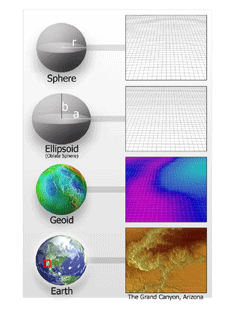 r
Sphere
b
a
Ellipsoid
(Oblate Sphere)
Geoid
Earth
The Grand Canyon, Arizona